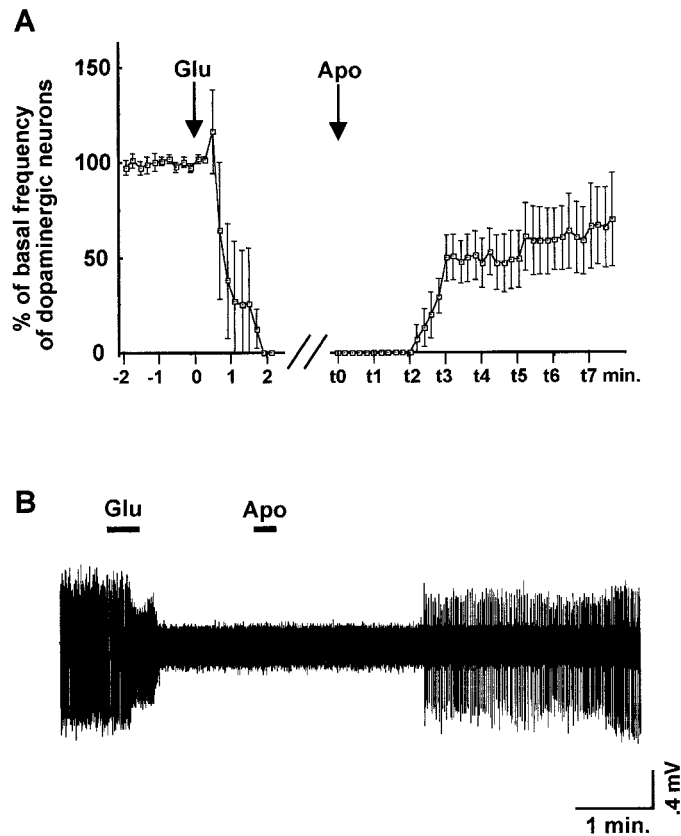 A
Glu
Apo
% of basal frequency
of dopaminergic neurons
150
100
50
0
-2 -1 0 1 2 t0 t1 t2 t3 t4 t5 t6 t7 min.
B
Glu
Apo
.4 mV
1 min.